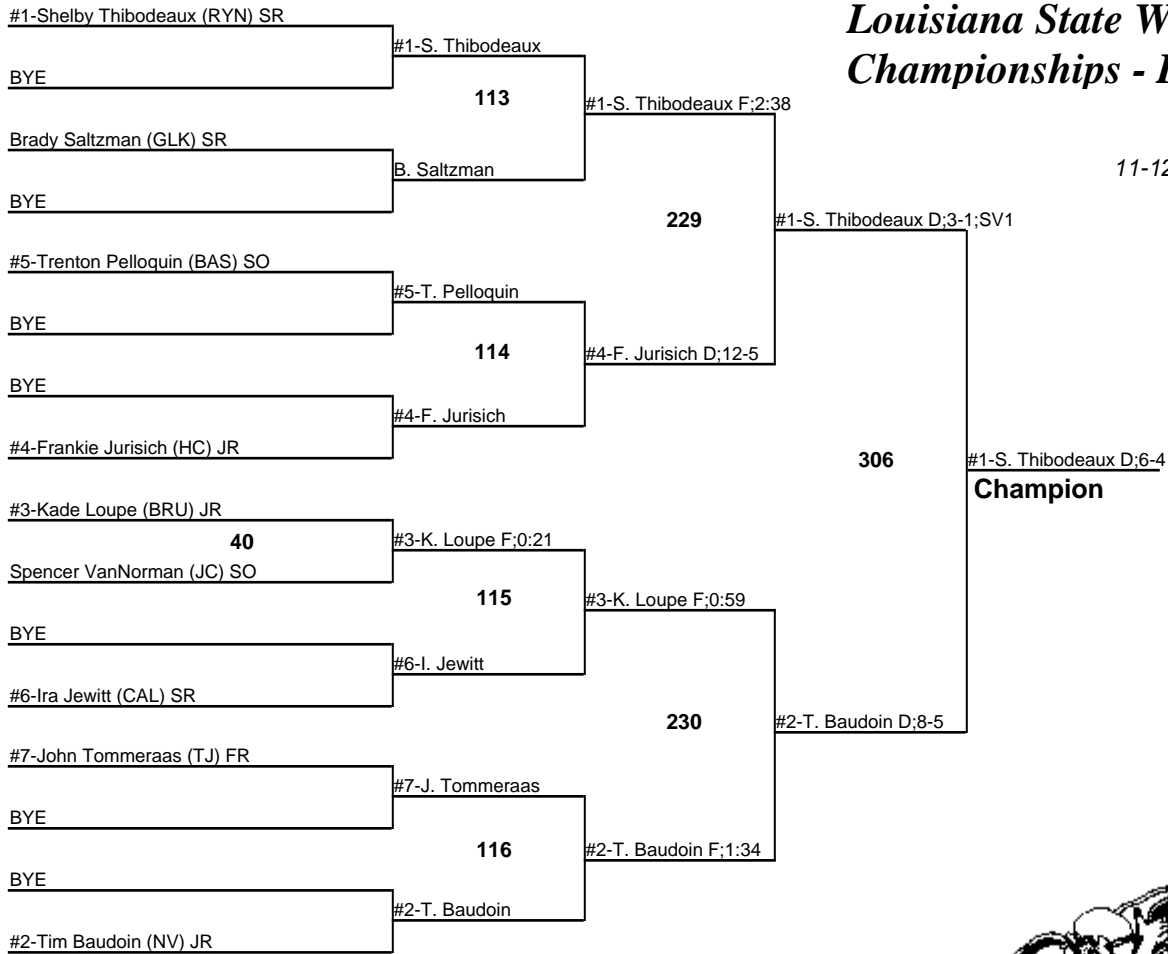 Louisiana State W
Championships - I
11-12
#1-Shelby Thibodeaux (RYN) SR
BYE
Brady Saltzman (GLK) SR
BYE
#5-Trenton Pelloquin (BAS) SO
BYE
BYE
#4-Frankie Jurisich (HC) JR
#3-Kade Loupe (BRU) JR
40
Spencer VanNorman (JC) SO
BYE
#6-Ira Jewitt (CAL) SR
#7-John Tommeraas (TJ) FR
BYE
BYE
#2-Tim Baudoin (NV) JR
#1-S. Thibodeaux
113
B. Saltzman
#5-T. Pelloquin
114
#4-F. Jurisich
#3-K. Loupe F;0:21
115
#6-I. Jewitt
#7-J. Tommeraas
116
#2-T. Baudoin
#1-S. Thibodeaux F;2:38
229
#4-F. Jurisich D;12-5
#3-K. Loupe F;0:59
230
#2-T. Baudoin F;1:34
#1-S. Thibodeaux D;3-1;SV1
306
#2-T. Baudoin D;8-5
#1-S. Thibodeaux D;6-4
Champion